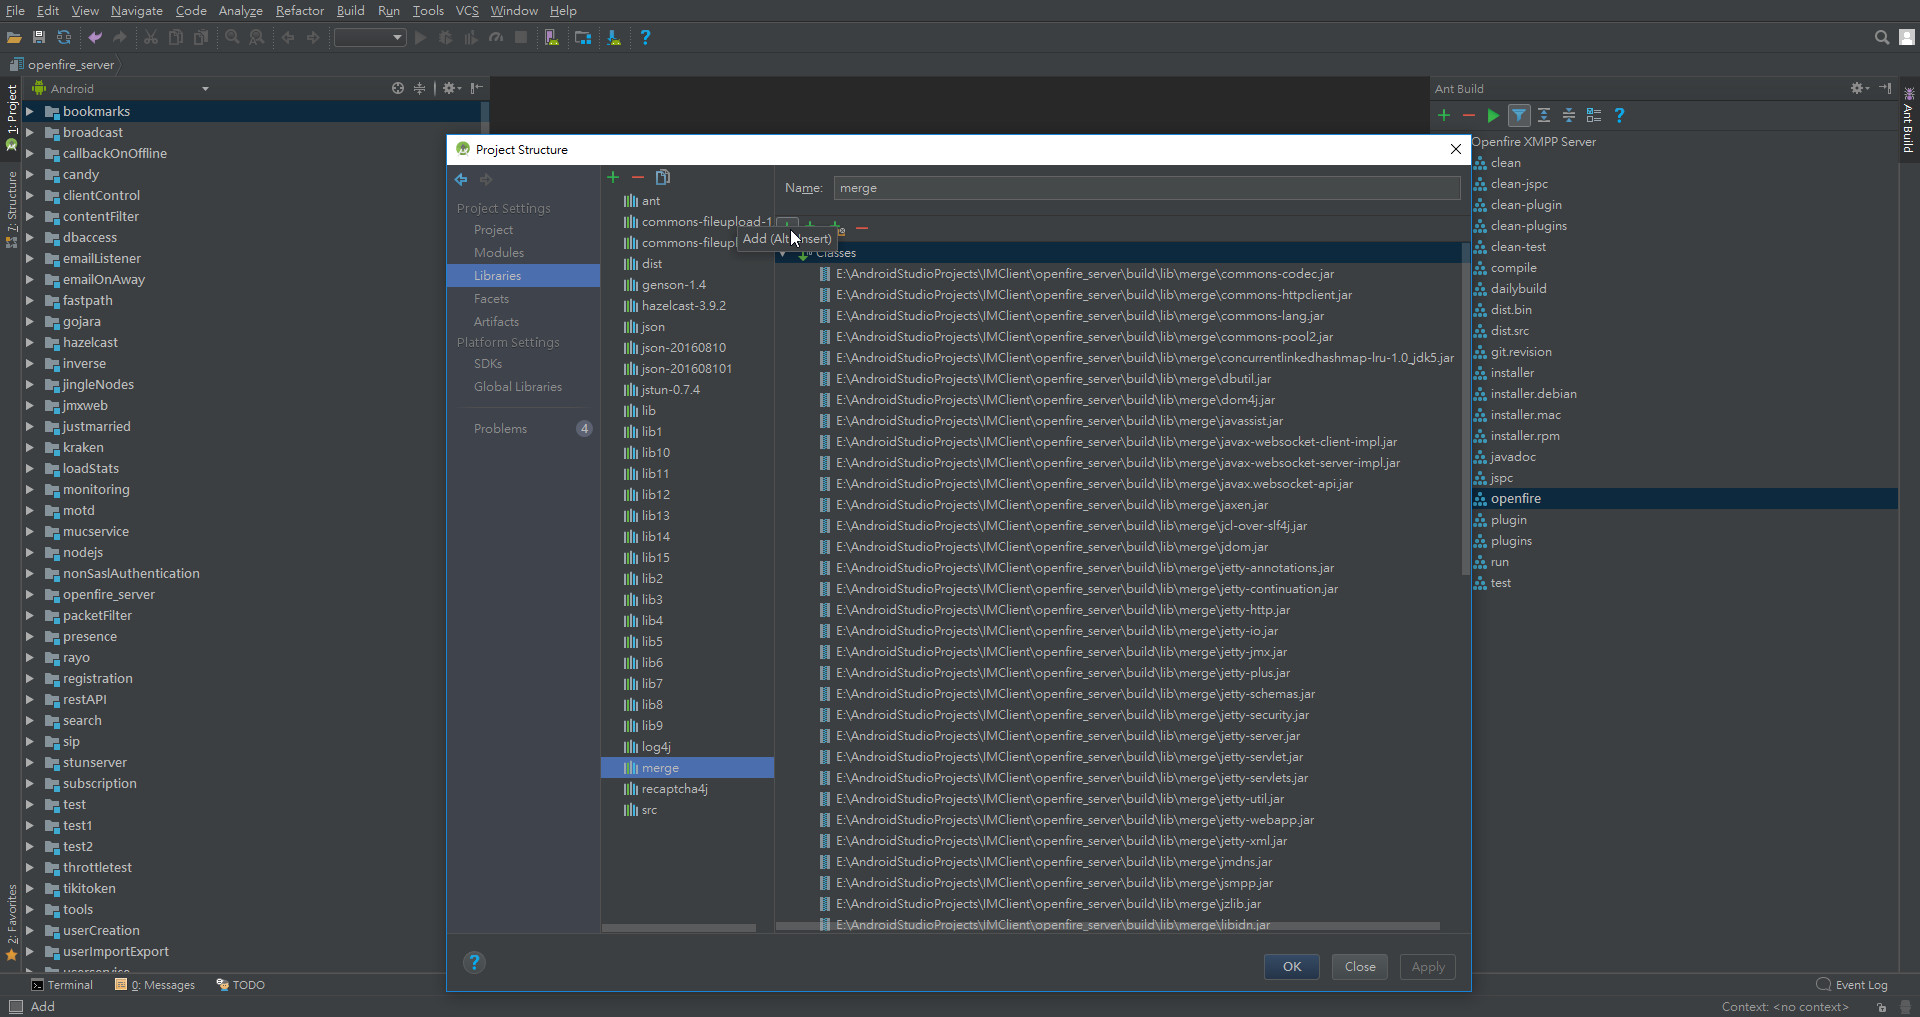 File Edit View Navigate Code Analyze Refactor Build Run Tools VCS Window Help
openfire_server
1: Project
7: Structure
2: Favorites
Android
bookmarks
broadcast
callbackOnOffline
candy
clientControl
contentFilter
dbaccess
emailListener
emailOnAway
fastpath
gojara
hazelcast
inverse
jingleNodes
jmxweb
justmarried
kraken
loadStats
monitoring
motd
mucservice
nodejs
nonSaslAuthentication
openfire_server
packetFilter
presence
rayo
registration
restAPI
search
sip
stunserver
subscription
test
test1
test2
throttletest
tikitoken
tools
userCreation
userImportExport
userservice
Project Structure
Project Settings
Project
Modules
Libraries
Facets
Artifacts
Platform Settings
SDKs
Global Libraries
Problems 4
ant
commons-fileupload-1
commons-fileupl
dist
genson-1.4
hazelcast-3.9.2
json
json-20160810
json-201608101
jstun-0.7.4
lib
lib1
lib10
lib11
lib12
lib13
lib14
lib15
lib2
lib3
lib4
lib5
lib6
lib7
lib8
lib9
log4j
merge
recaptcha4j
src
Name: merge
Add (Alt Insert)
Classes
E:\AndroidStudioProjects\IMClient\openfire_server\build\lib\merge\commons-codec.jar
E:\AndroidStudioProjects\IMClient\openfire_server\build\lib\merge\commons-httpclient.jar
E:\AndroidStudioProjects\IMClient\openfire_server\build\lib\merge\commons-lang.jar
E:\AndroidStudioProjects\IMClient\openfire_server\build\lib\merge\commons-pool2.jar
E:\AndroidStudioProjects\IMClient\openfire_server\build\lib\merge\concurrentlinkedhashmap-lru-1.0_jdk5.jar
E:\AndroidStudioProjects\IMClient\openfire_server\build\lib\merge\dbutil.jar
E:\AndroidStudioProjects\IMClient\openfire_server\build\lib\merge\dom4j.jar
E:\AndroidStudioProjects\IMClient\openfire_server\build\lib\merge\javassist.jar
E:\AndroidStudioProjects\IMClient\openfire_server\build\lib\merge\javax-websocket-client-impl.jar
E:\AndroidStudioProjects\IMClient\openfire_server\build\lib\merge\javax-websocket-server-impl.jar
E:\AndroidStudioProjects\IMClient\openfire_server\build\lib\merge\javax.websocket-api.jar
E:\AndroidStudioProjects\IMClient\openfire_server\build\lib\merge\jaxen.jar
E:\AndroidStudioProjects\IMClient\openfire_server\build\lib\merge\jcl-over-slf4j.jar
E:\AndroidStudioProjects\IMClient\openfire_server\build\lib\merge\jdom.jar
E:\AndroidStudioProjects\IMClient\openfire_server\build\lib\merge\jetty-annotations.jar
E:\AndroidStudioProjects\IMClient\openfire_server\build\lib\merge\jetty-continuation.jar
E:\AndroidStudioProjects\IMClient\openfire_server\build\lib\merge\jetty-http.jar
E:\AndroidStudioProjects\IMClient\openfire_server\build\lib\merge\jetty-io.jar
E:\AndroidStudioProjects\IMClient\openfire_server\build\lib\merge\jetty-jmx.jar
E:\AndroidStudioProjects\IMClient\openfire_server\build\lib\merge\jetty-plus.jar
E:\AndroidStudioProjects\IMClient\openfire_server\build\lib\merge\jetty-schemas.jar
E:\AndroidStudioProjects\IMClient\openfire_server\build\lib\merge\jetty-security.jar
E:\AndroidStudioProjects\IMClient\openfire_server\build\lib\merge\jetty-server.jar
E:\AndroidStudioProjects\IMClient\openfire_server\build\lib\merge\jetty-servlet.jar
E:\AndroidStudioProjects\IMClient\openfire_server\build\lib\merge\jetty-servlets.jar
E:\AndroidStudioProjects\IMClient\openfire_server\build\lib\merge\jetty-util.jar
E:\AndroidStudioProjects\IMClient\openfire_server\build\lib\merge\jetty-webapp.jar
E:\AndroidStudioProjects\IMClient\openfire_server\build\lib\merge\jetty-xml.jar
E:\AndroidStudioProjects\IMClient\openfire_server\build\lib\merge\jmdns.jar
E:\AndroidStudioProjects\IMClient\openfire_server\build\lib\merge\jsmpp.jar
E:\AndroidStudioProjects\IMClient\openfire_server\build\lib\merge\jzlib.jar
E:\AndroidStudioProjects\IMClient\openfire_server\build\lib\merge\libidn.jar
OK Close Apply
Ant Build
Ant Build
Openfire XMPP Server
clean
clean-jspc
clean-plugin
clean-plugins
clean-test
compile
dailybuild
dist.bin
dist.src
git.revision
installer
installer.debian
installer.mac
installer.rpm
javadoc
jspc
openfire
plugin
plugins
run
test
Terminal 0: Messages TODO Event Log
Add Context: <no context>